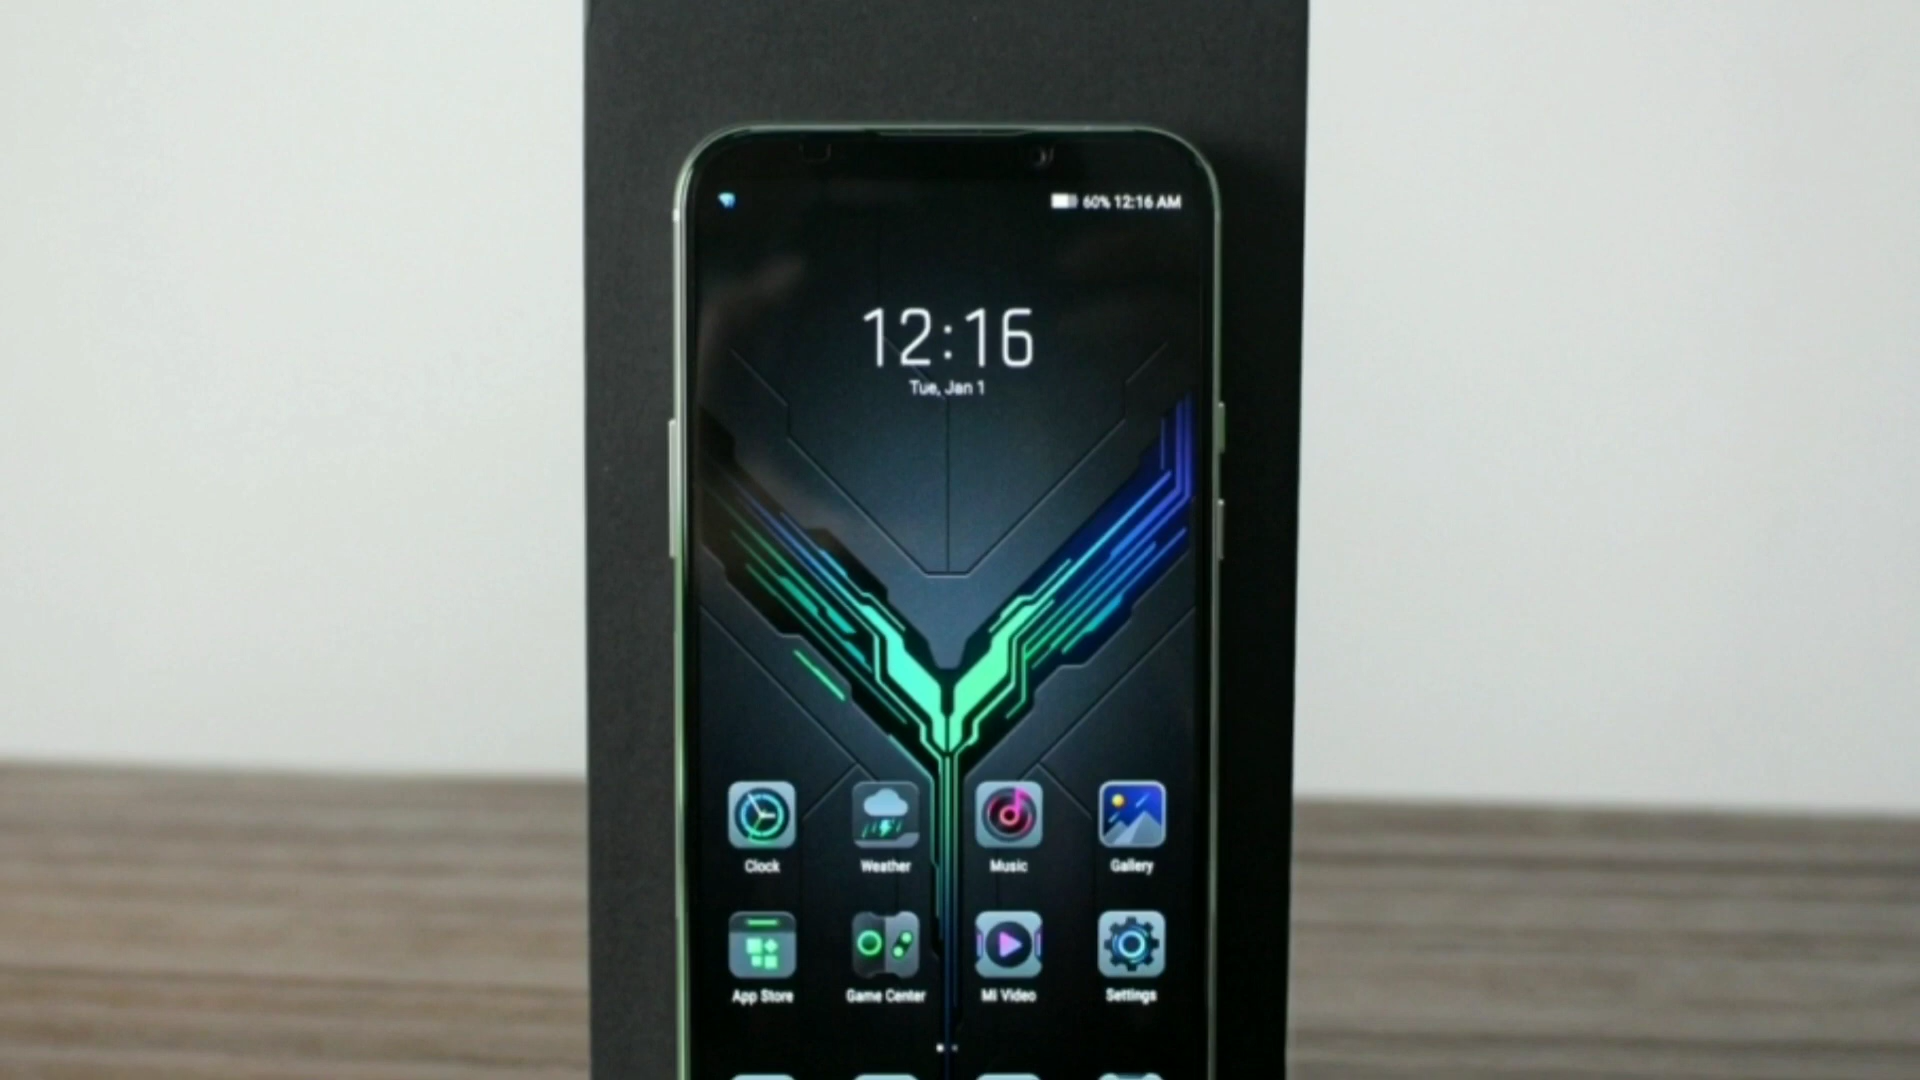 60% 12:16 AM
12:16
Tue, Jan 1
Clock Weather Music Gallery
App Store Game Center Mi Video Settings